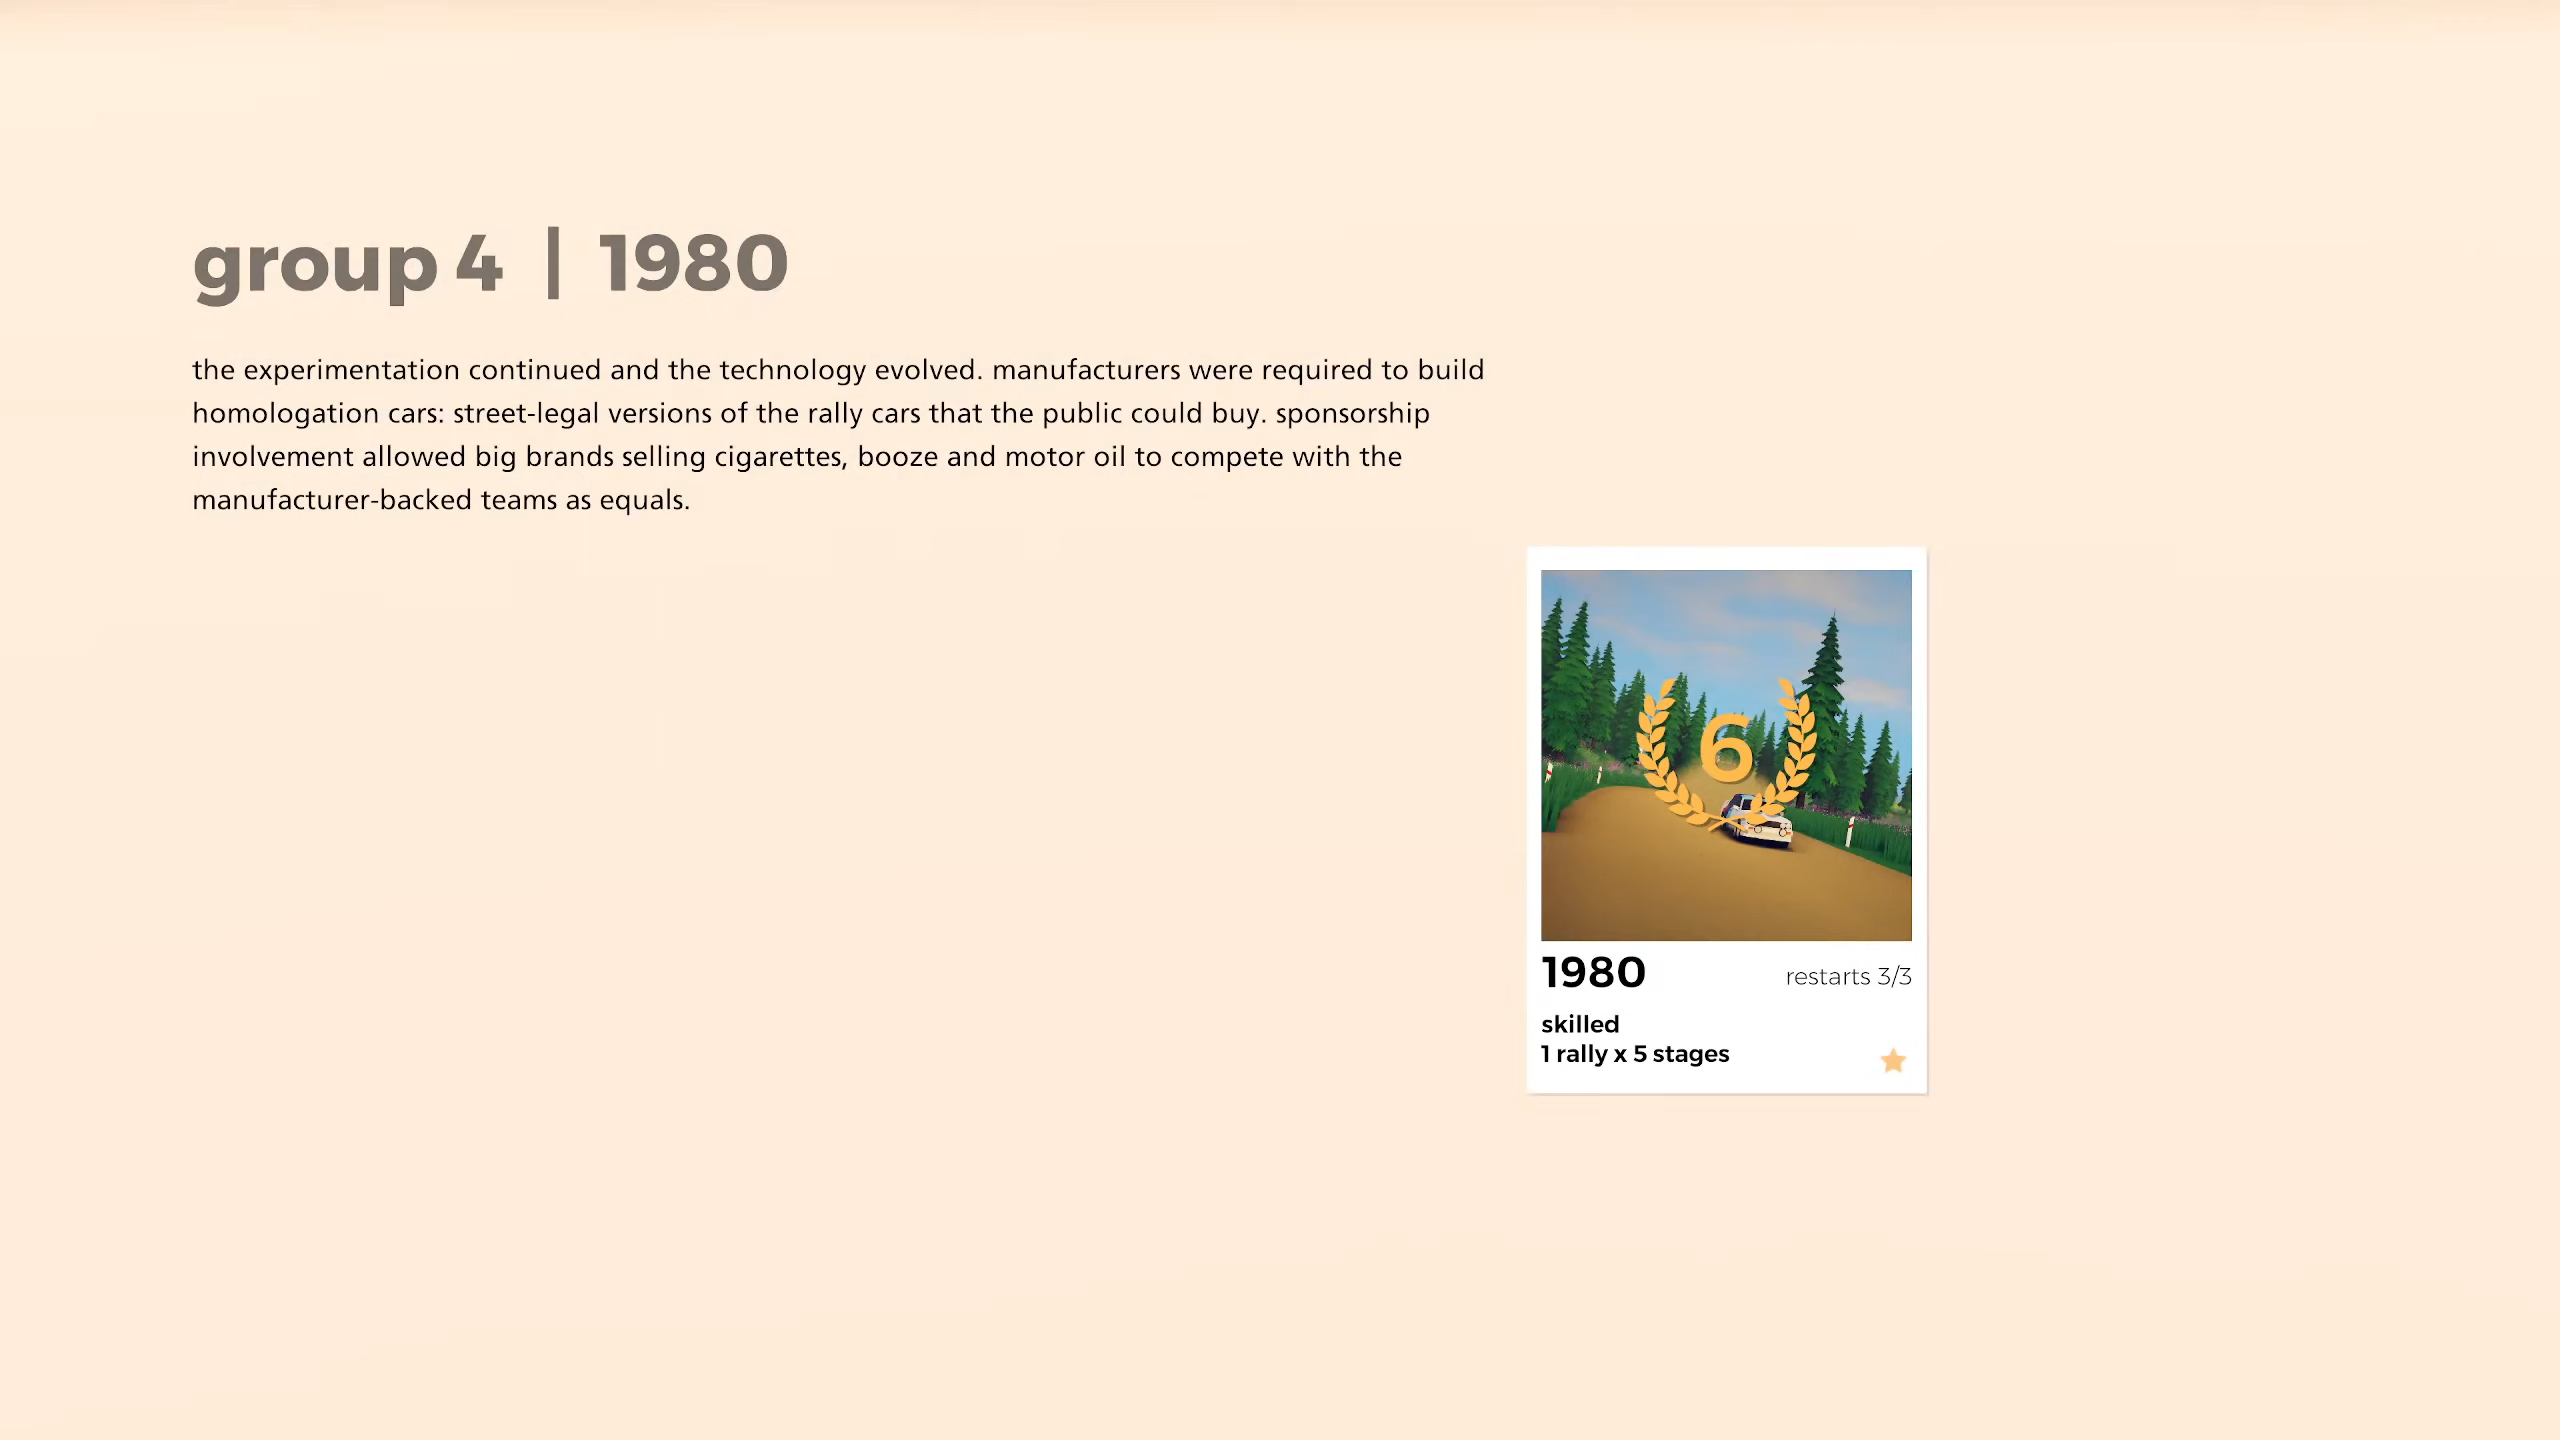 group 4 | 1980
the experimentation continued and the technology evolved. manufacturers were required to build
homologation cars: street-legal versions of the rally cars that the public could buy. sponsorship
involvement allowed big brands selling cigarettes, booze and motor oil to compete with the
manufacturer-backed teams as equals.
6
1980
restarts 3/3
skilled
1 rally x 5 stages